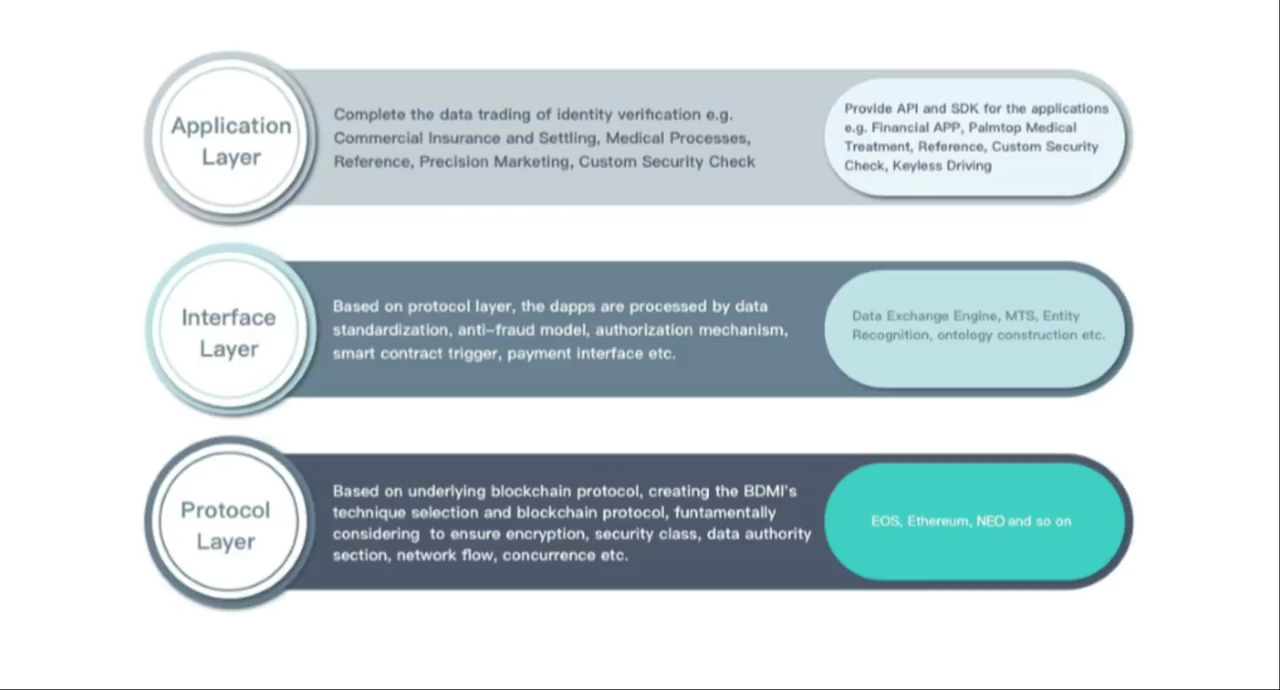 Application
Layer
Complete the data trading of identity verification e.g.
Commercial Insurance and Settling, Medical Processes,
Reference, Precision Marketing, Custom Security Check
Provide API and SDK for the applications
e.g. Financial APP, Palmtop Medical
Treatment, Reference, Custom Security
Check, Keyless Driving
Interface
Layer
Based on protocol layer, the dapps are processed by data
standardization, anti-fraud model, authorization mechanism,
smart contract trigger, payment interface etc.
Data Exchange Engine, MTS, Entity
Recognition, ontology construction etc.
Protocol
Layer
Based on underlying blockchain protocol, creating the BDMI's
technique selection and blockchain protocol, funtamentally
considering to ensure encryption, security class, data authority
section, network flow, concurrence etc.
EOS, Ethereum, NEO and so on